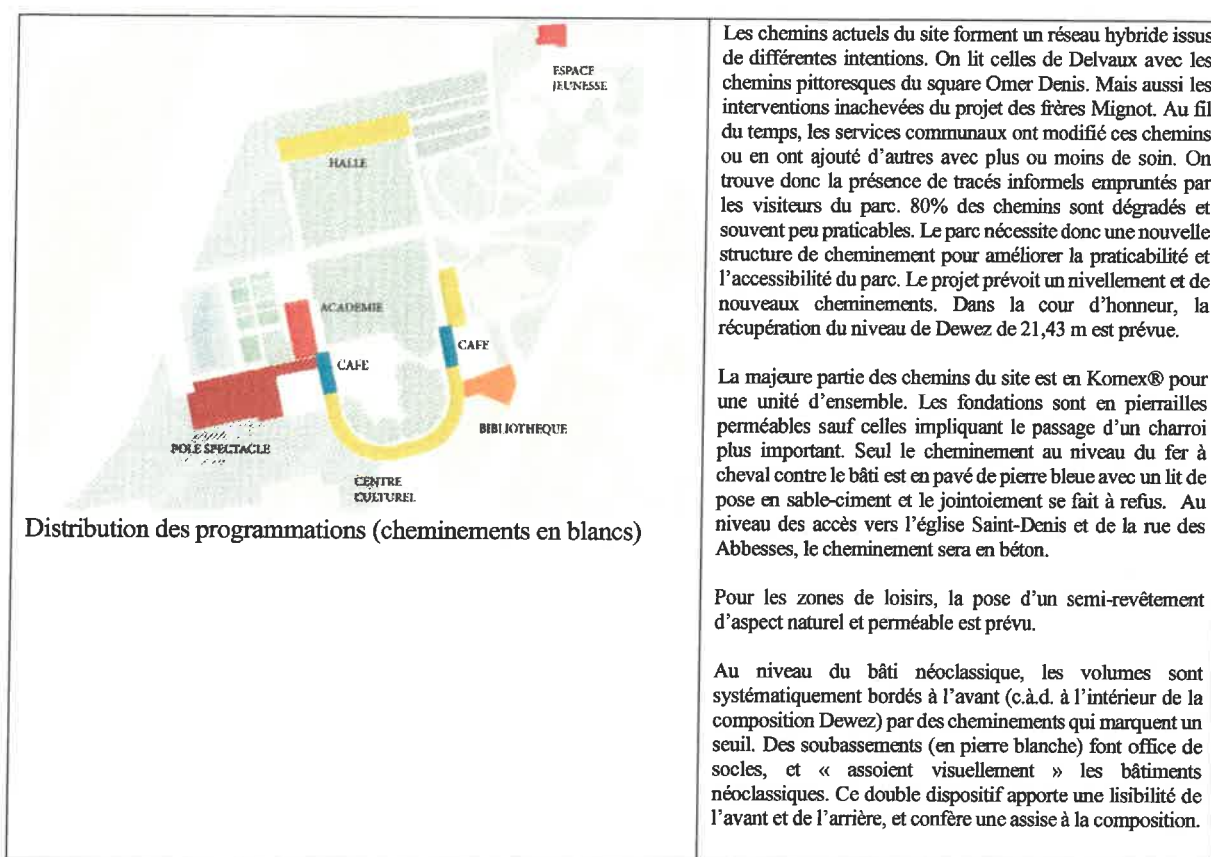 ESPACE
JEUNESSE
HALLE
ACADEMIE
CAFE
CAFE
BIBLIOTHEQUE
POLE SPECTACLE
CENTRE
CULTUREL
Distribution des programmations (cheminements en blancs)
Les chemins actuels du site forment un réseau hybride issus
de différentes intentions. On lit celles de Delvaux avec les
chemins pittoresques du square Omer Denis. Mais aussi les
interventions inachevées du projet des frères Mignot. Au fil
du temps, les services communaux ont modifié ces chemins
ou en ont ajouté d'autres avec plus ou moins de soin. On
trouve donc la présence de tracés informels empruntés par
les visiteurs du parc. 80% des chemins sont dégradés et
souvent peu praticables. Le parc nécessite donc une nouvelle
structure de cheminement pour améliorer la praticabilité et
l'accessibilité du parc. Le projet prévoit un nivellement et de
nouveaux cheminements. Dans la cour d'honneur, la
récupération du niveau de Dewez de 21,43 m est prévue.
La majeure partie des chemins du site est en Komex® pour
une unité d'ensemble. Les fondations sont en pierrailles
perméables sauf celles impliquant le passage d'un charroi
plus important. Seul le cheminement au niveau du fer à
cheval contre le bâti est en pavé de pierre bleue avec un lit de
pose en sable-ciment et le jointoiement se fait à refus. Au
niveau des accès vers l'église Saint-Denis et de la rue des
Abbesses, le cheminement sera en béton.
Pour les zones de loisirs, la pose d'un semi-revêtement
d'aspect naturel et perméable est prévu.
Au niveau du bâti néoclassique, les volumes sont
systématiquement bordés à l'avant (c.à.d. à l'intérieur de la
composition Dewez) par des cheminements qui marquent un
seuil. Des soubassements (en pierre blanche) font office de
socles, et « assoient visuellement » les bâtiments
néoclassiques. Ce double dispositif apporte une lisibilité de
l'avant et de l'arrière, et confère une assise à la composition.